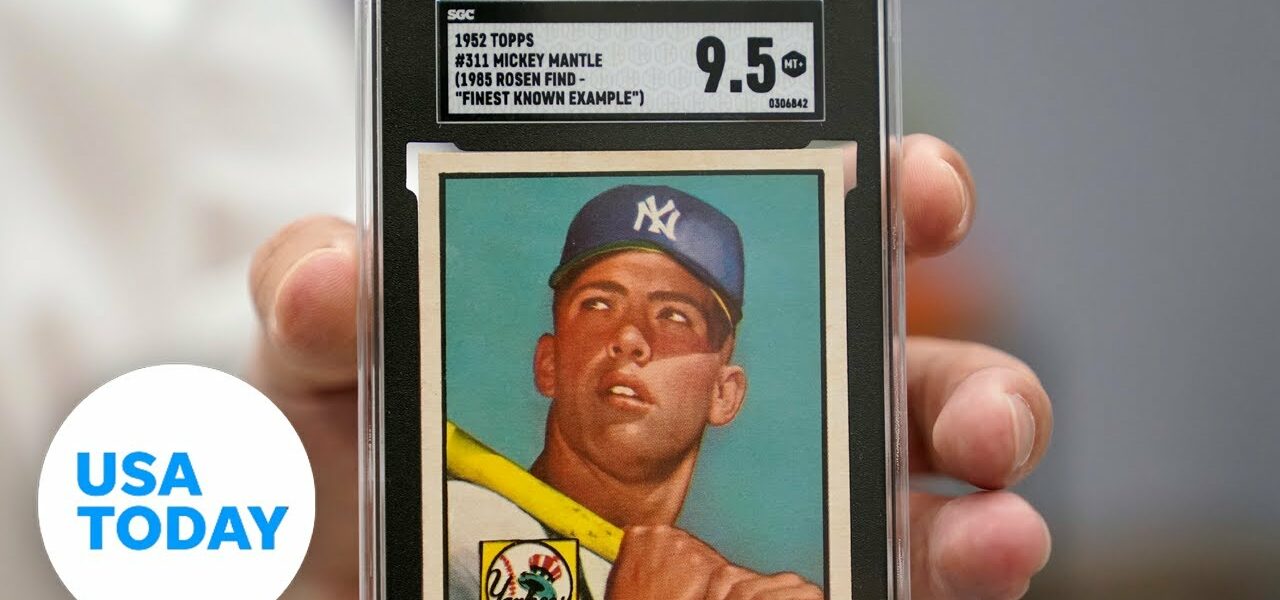 SGC
1952 TOPPS
#311 MICKEY MANTLE
(1985 ROSEN FIND -
"FINEST KNOWN EXAMPLE")
9.5
MT+
0306842
NY
Yankees
USA
TODAY